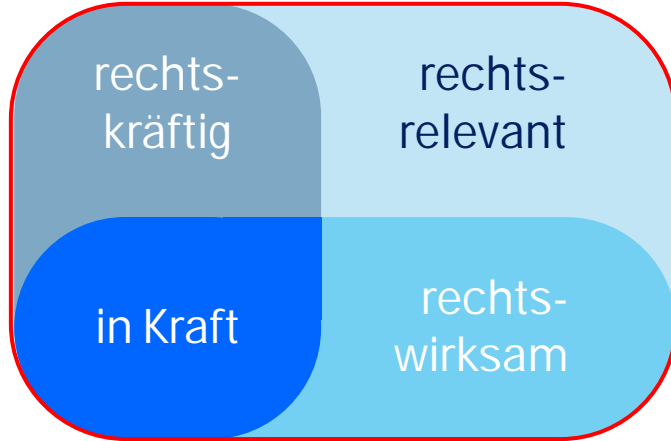 rechts-
kräftig
rechts-
relevant
in Kraft
rechts-
wirksam